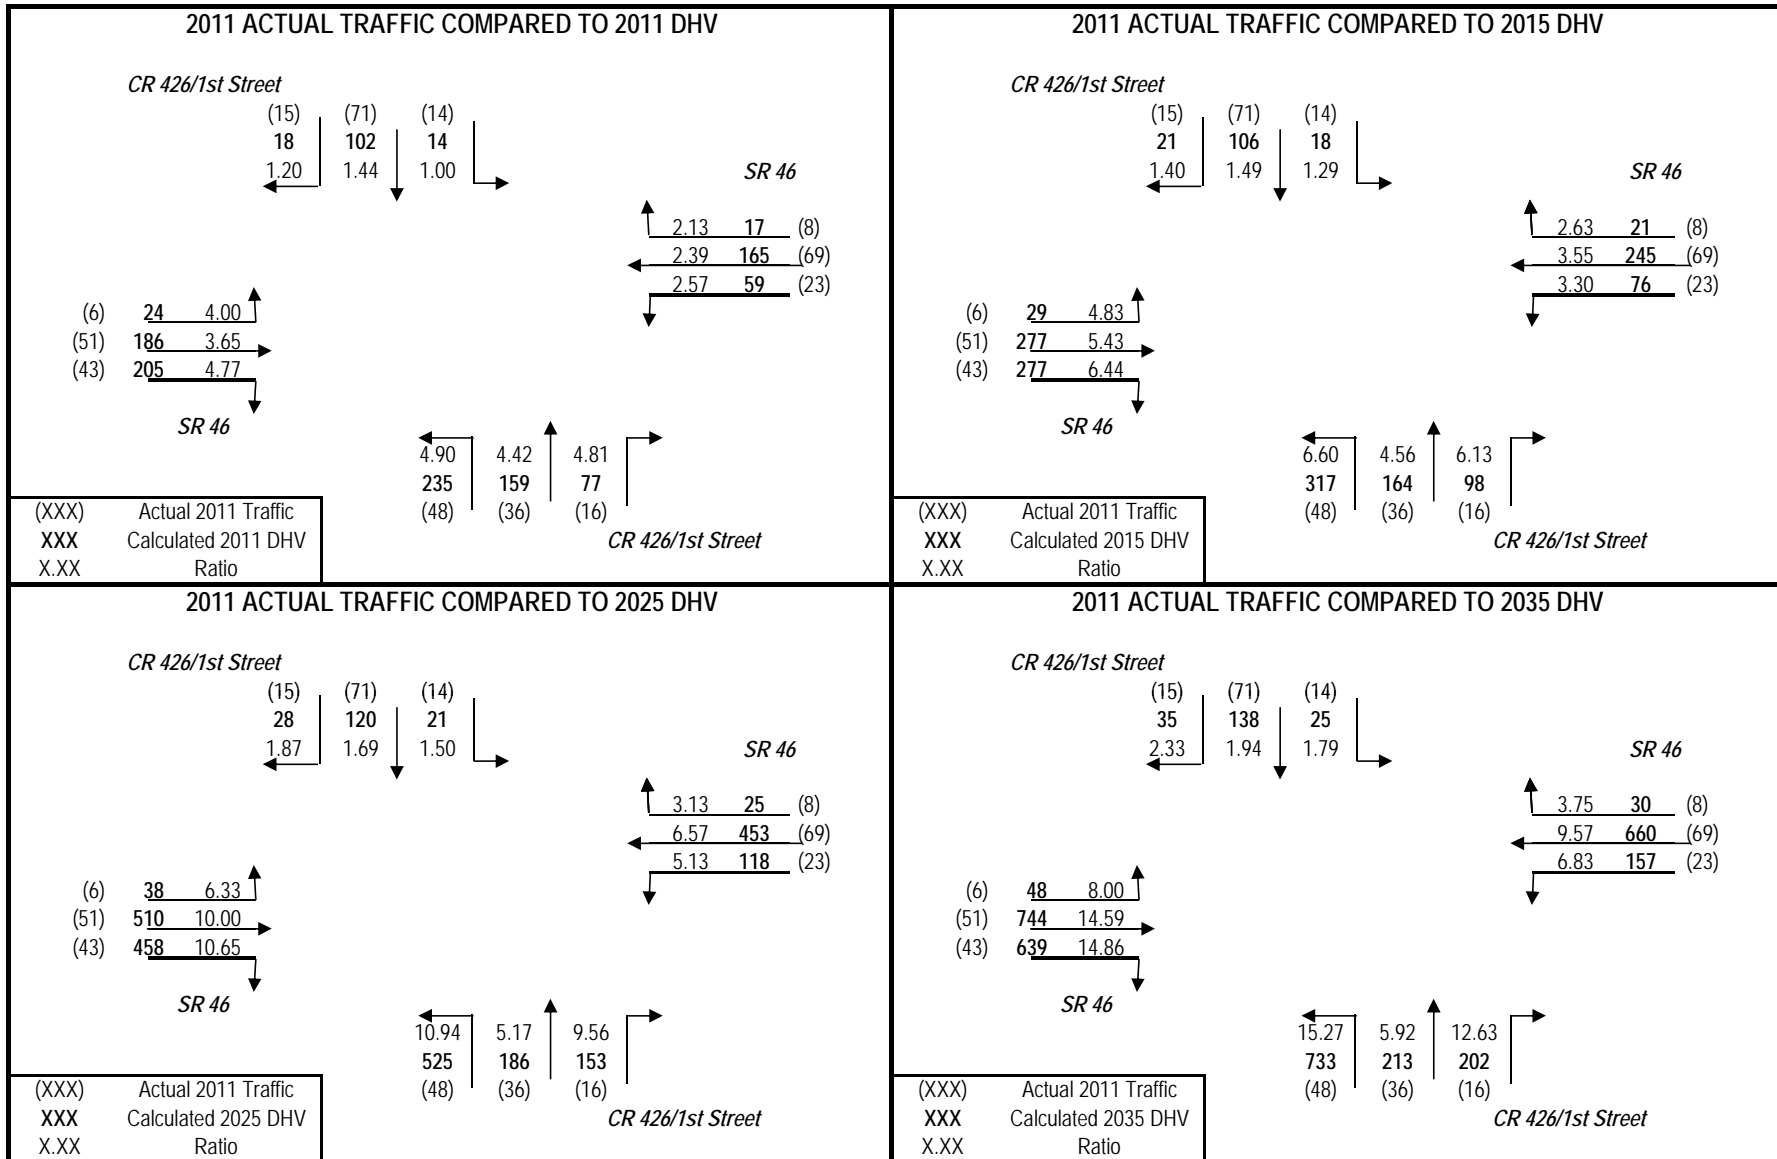 2011 ACTUAL TRAFFIC COMPARED TO 2011 DHV
CR 426/1st Street
(15) (71) (14)
18 102 14
1.20 1.44 1.00
SR 46
2.13 17 (8)
2.39 165 (69)
2.57 59 (23)
(6) 24 4.00
(51) 186 3.65
(43) 205 4.77
SR 46
4.90 4.42 4.81
235 159 77
(48) (36) (16)
CR 426/1st Street
(XXX) Actual 2011 Traffic
XXX Calculated 2011 DHV
X.XX Ratio
2011 ACTUAL TRAFFIC COMPARED TO 2015 DHV
CR 426/1st Street
(15) (71) (14)
21 106 18
1.40 1.49 1.29
SR 46
2.63 21 (8)
3.55 245 (69)
3.30 76 (23)
(6) 29 4.83
(51) 277 5.43
(43) 277 6.44
SR 46
6.60 4.56 6.13
317 164 98
(48) (36) (16)
CR 426/1st Street
(XXX) Actual 2011 Traffic
XXX Calculated 2015 DHV
X.XX Ratio
2011 ACTUAL TRAFFIC COMPARED TO 2025 DHV
CR 426/1st Street
(15) (71) (14)
28 120 21
1.87 1.69 1.50
SR 46
3.13 25 (8)
6.57 453 (69)
5.13 118 (23)
(6) 38 6.33
(51) 510 10.00
(43) 458 10.65
SR 46
10.94 5.17 9.56
525 186 153
(48) (36) (16)
CR 426/1st Street
(XXX) Actual 2011 Traffic
XXX Calculated 2025 DHV
X.XX Ratio
2011 ACTUAL TRAFFIC COMPARED TO 2035 DHV
CR 426/1st Street
(15) (71) (14)
35 138 25
2.33 1.94 1.79
SR 46
3.75 30 (8)
9.57 660 (69)
6.83 157 (23)
(6) 48 8.00
(51) 744 14.59
(43) 639 14.86
SR 46
15.27 5.92 12.63
733 213 202
(48) (36) (16)
CR 426/1st Street
(XXX) Actual 2011 Traffic
XXX Calculated 2035 DHV
X.XX Ratio